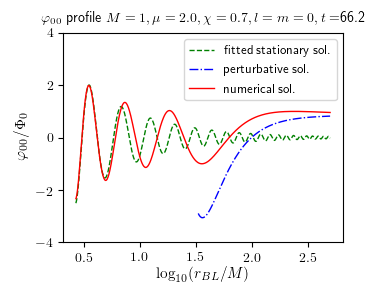 φ₀₀ profile M = 1, μ = 2.0, χ = 0.7, l = m = 0, t =66.2
fitted stationary sol.
perturbative sol.
numerical sol.
φ₀₀/Φ₀
4
2
0
−2
−4
0.5 1.0 1.5 2.0 2.5
log₁₀(r_BL/M)